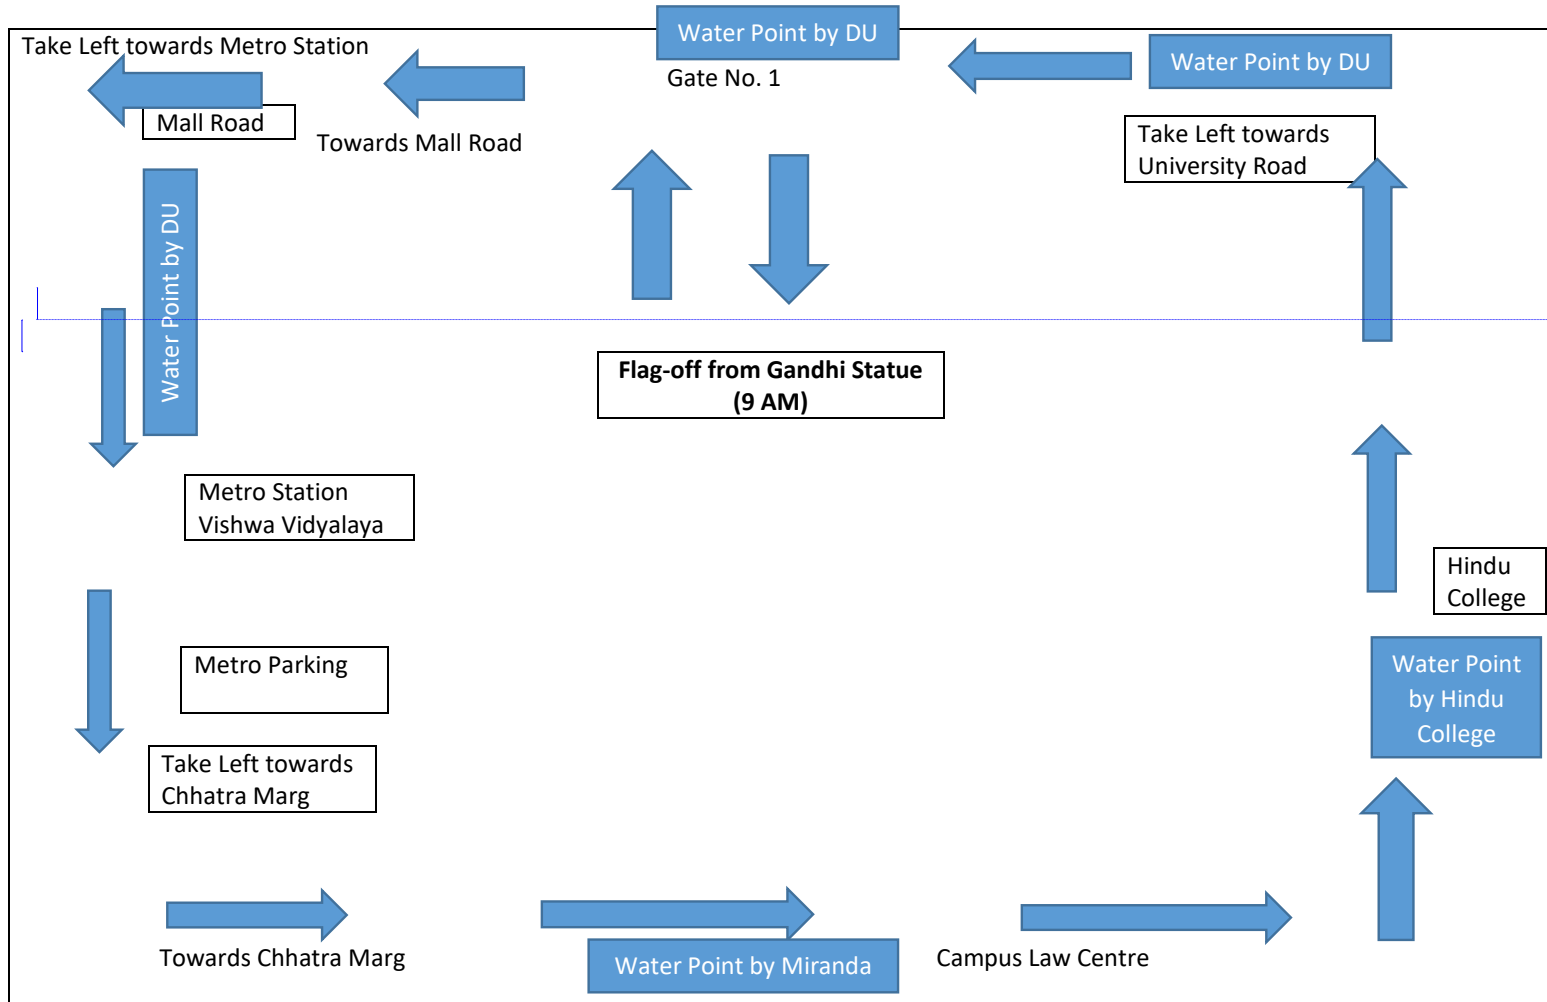 Water Point by DU
Take Left towards Metro Station
Water Point by DU
Gate No. 1
Mall Road
Towards Mall Road
Take Left towards
University Road
Water Point by DU
Flag-off from Gandhi Statue
(9 AM)
Metro Station
Vishwa Vidyalaya
Hindu
College
Metro Parking
Water Point
by Hindu
College
Take Left towards
Chhatra Marg
Towards Chhatra Marg
Water Point by Miranda
Campus Law Centre